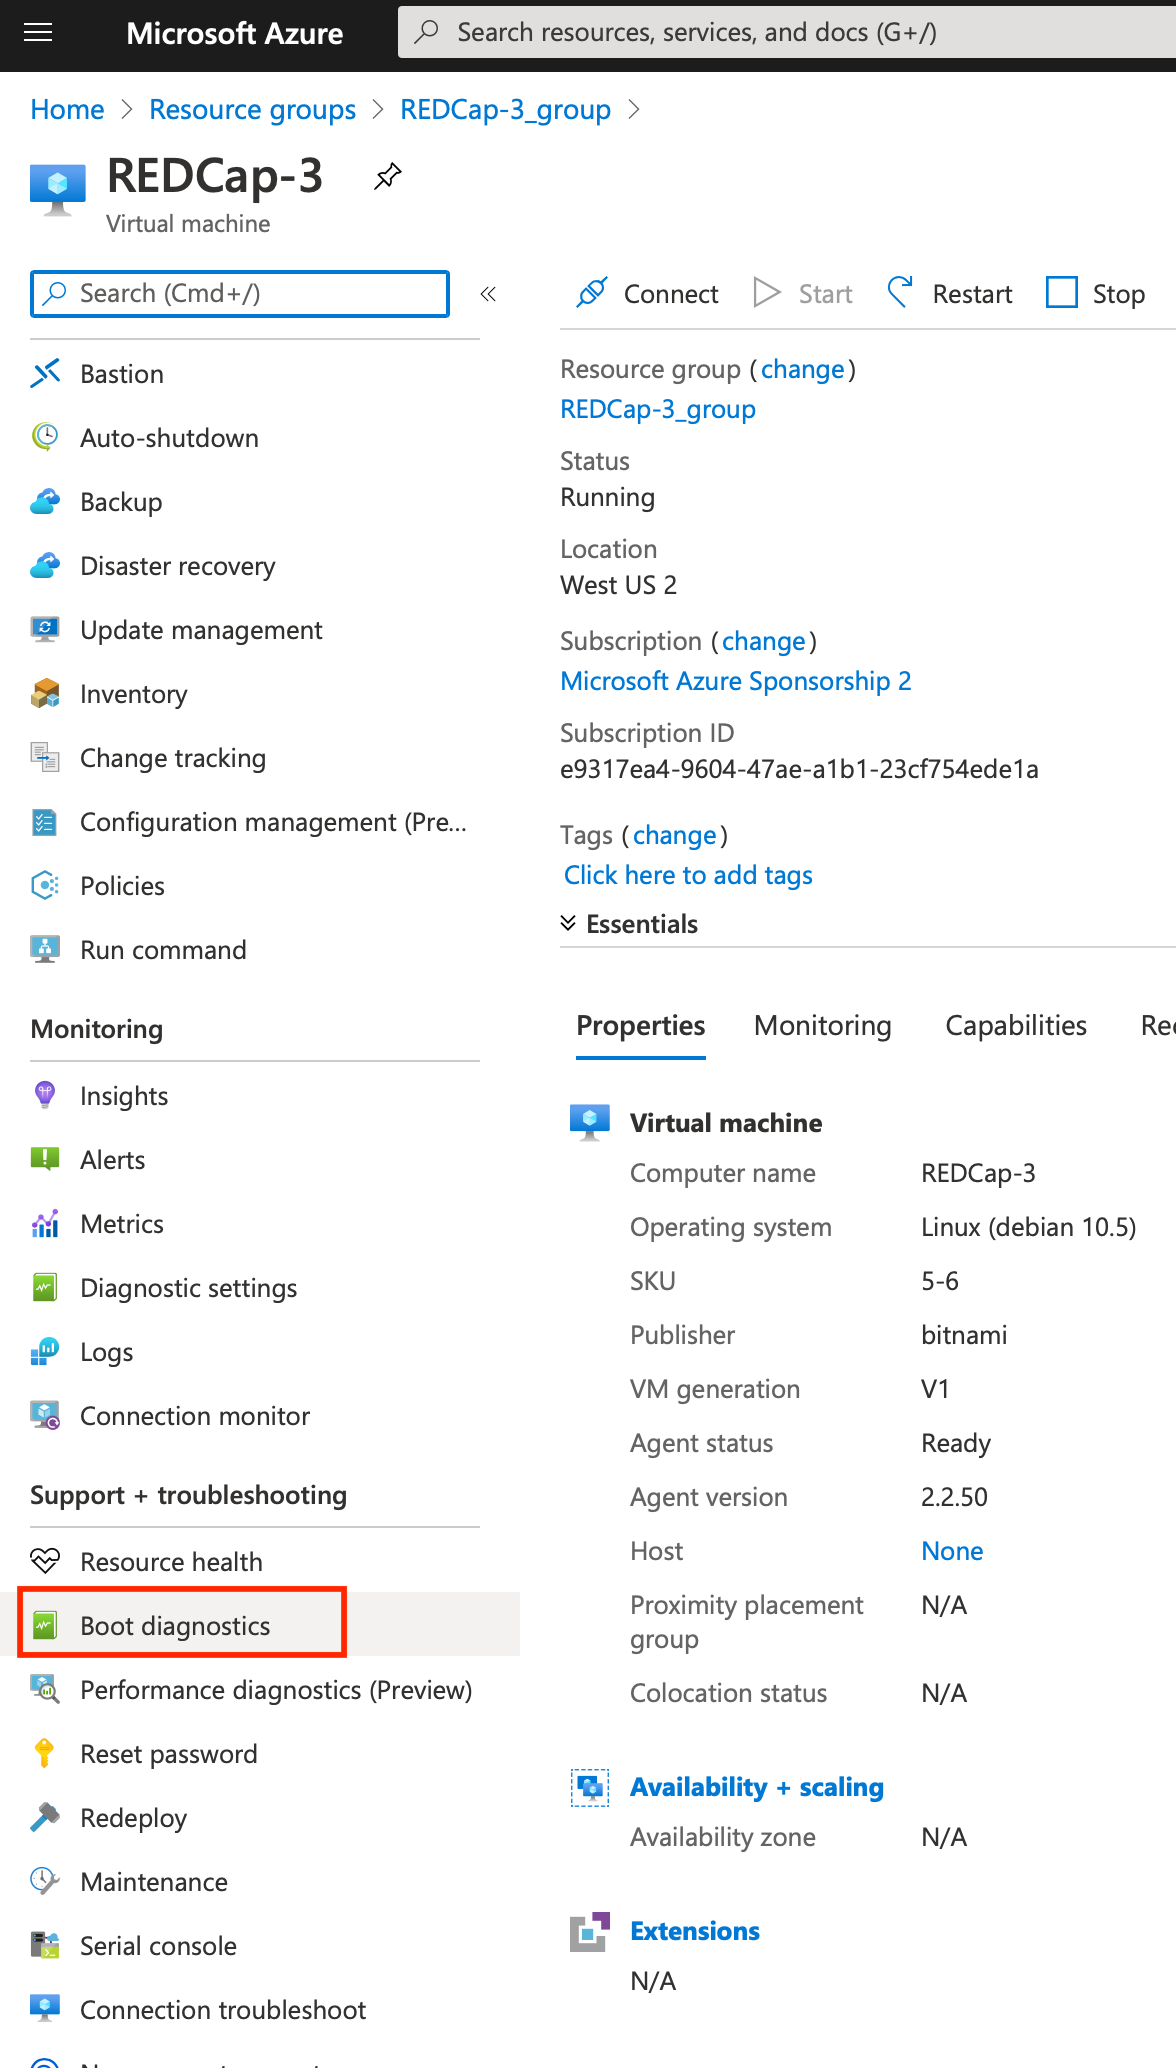 Microsoft Azure
Search resources, services, and docs (G+/)
Home > Resource groups > REDCap-3_group >
REDCap-3
Virtual machine
Search (Cmd+/)
«
Bastion
Auto-shutdown
Backup
Disaster recovery
Update management
Inventory
Change tracking
Configuration management (Pre...
Policies
Run command
Monitoring
Insights
Alerts
Metrics
Diagnostic settings
Logs
Connection monitor
Support + troubleshooting
Resource health
Boot diagnostics
Performance diagnostics (Preview)
Reset password
Redeploy
Maintenance
Serial console
Connection troubleshoot
Connect Start Restart Stop
Resource group (change)
REDCap-3_group
Status
Running
Location
West US 2
Subscription (change)
Microsoft Azure Sponsorship 2
Subscription ID
e9317ea4-9604-47ae-a1b1-23cf754ede1a
Tags (change)
Click here to add tags
Essentials
Properties Monitoring Capabilities
Virtual machine
Computer name REDCap-3
Operating system Linux (debian 10.5)
SKU 5-6
Publisher bitnami
VM generation V1
Agent status Ready
Agent version 2.2.50
Host None
Proximity placement N/A
group
Colocation status N/A
Availability + scaling
Availability zone N/A
Extensions
N/A